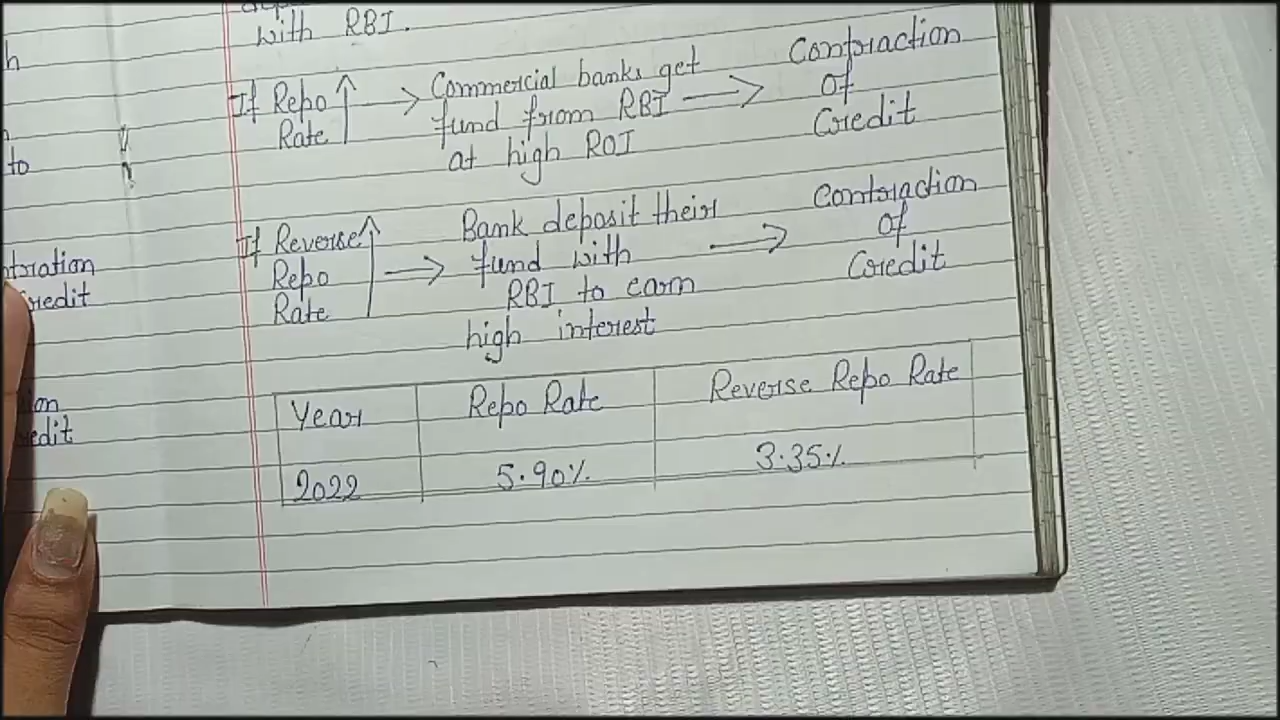 with RBI.
If Repo Rate ↑ → Commercial banks get fund from RBI at high ROI → Contraction of Credit
If Reverse Repo Rate ↑ → Bank deposit their fund with RBI to earn high interest → Contraction of Credit
Year Repo Rate Reverse Repo Rate
2022 5.90% 3.35%
to